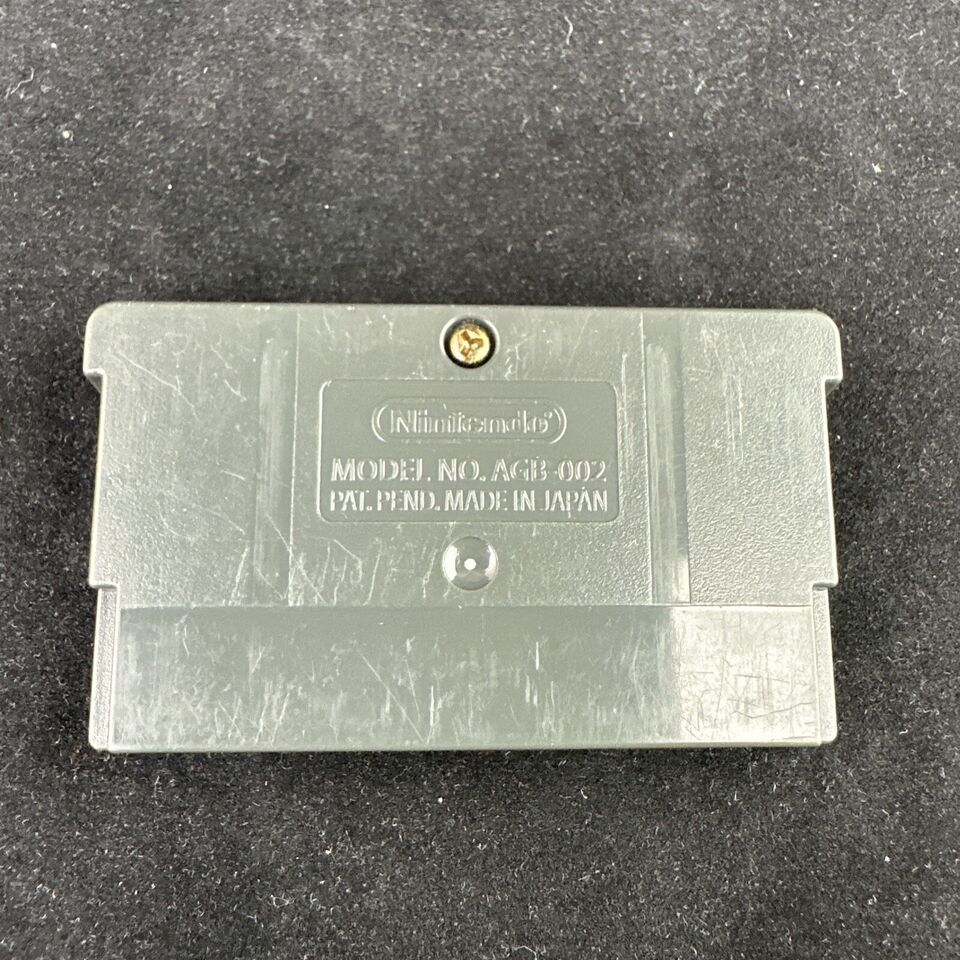 Nintendo®
MODEL NO. AGB-002
PAT. PEND. MADE IN JAPAN